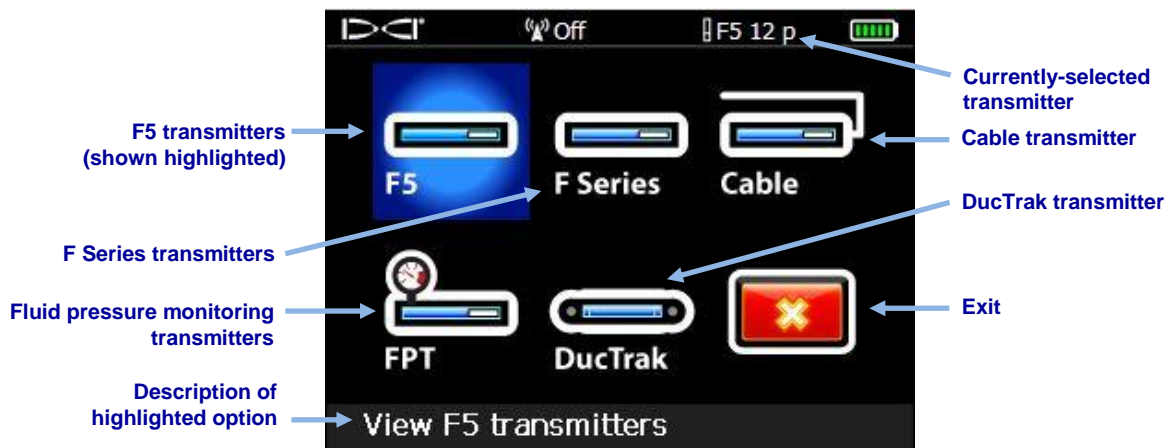 DCI Off F5 12 p
Currently-selected
transmitter
F5 transmitters
(shown highlighted)
Cable transmitter
F5 F Series Cable
DucTrak transmitter
F Series transmitters
Fluid pressure monitoring
transmitters
Exit
FPT DucTrak
Description of
highlighted option
View F5 transmitters